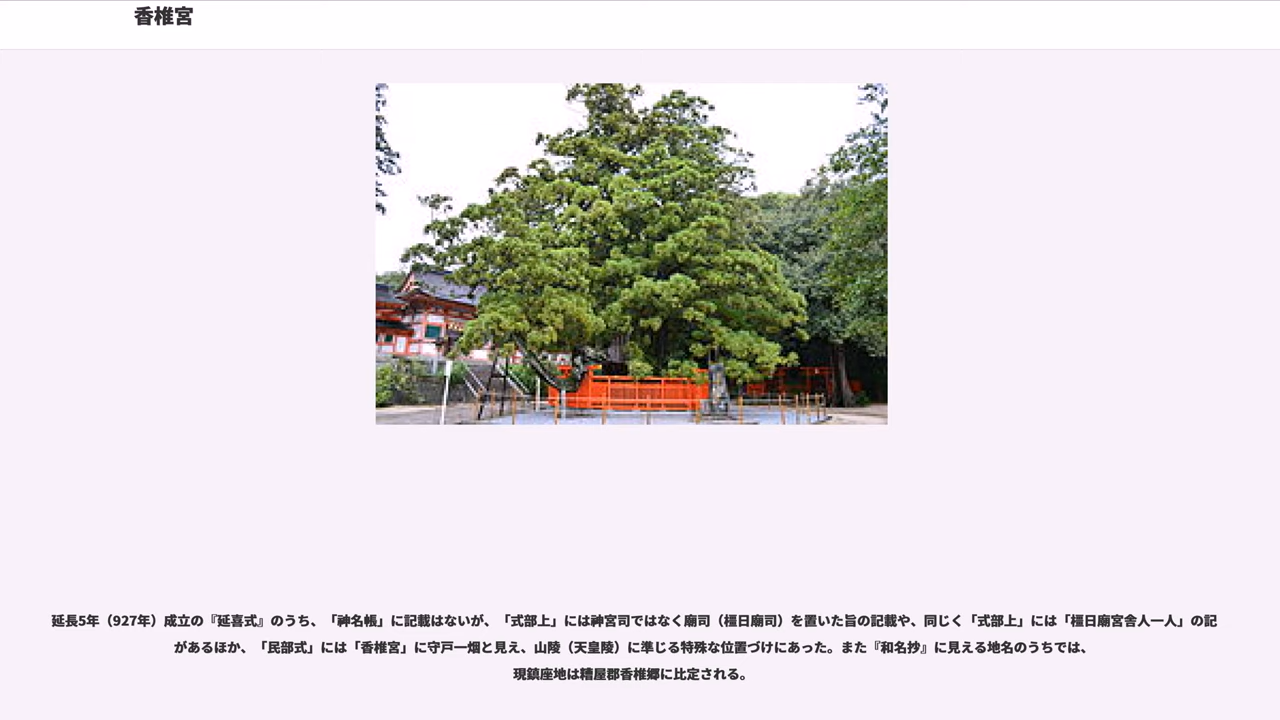 香椎宮
延長5年（927年）成立の『延喜式』のうち、「神名帳」に記載はないが、「式部上」には神宮司ではなく廟司（橿日廟司）を置いた旨の記載や、同じく「式部上」には「橿日廟宮舎人一人」の記
があるほか、「民部式」には「香椎宮」に守戸一畑と見え、山陵（天皇陵）に準じる特殊な位置づけにあった。また『和名抄』に見える地名のうちでは、
現鎮座地は糟屋郡香椎郷に比定される。